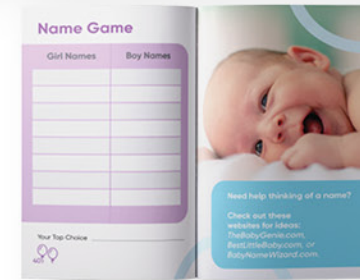 Name Game
Girl Names
Boy Names
Your Top Choice
Need help thinking of a name?
Check out these
websites for ideas:
TheBabyGenie.com,
BestLittleBaby.com, or
BabyNameWizard.com.